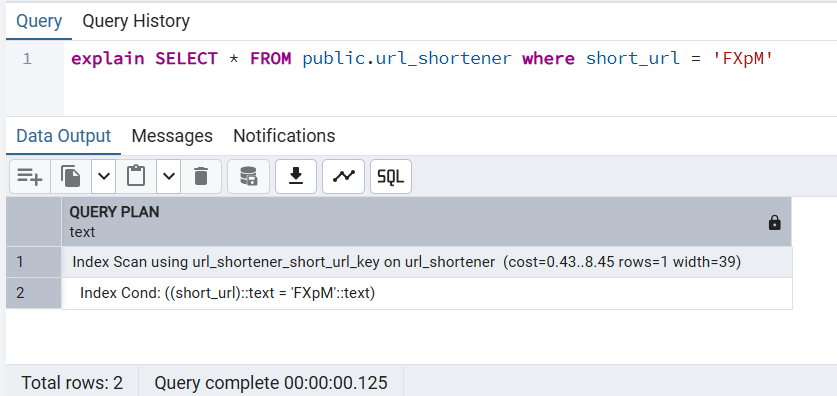 Query Query History
1 explain SELECT * FROM public.url_shortener where short_url = 'FXpM'
Data Output Messages Notifications
SQL
QUERY PLAN
text
1 Index Scan using url_shortener_short_url_key on url_shortener (cost=0.43..8.45 rows=1 width=39)
2 Index Cond: ((short_url)::text = 'FXpM'::text)
Total rows: 2 Query complete 00:00:00.125